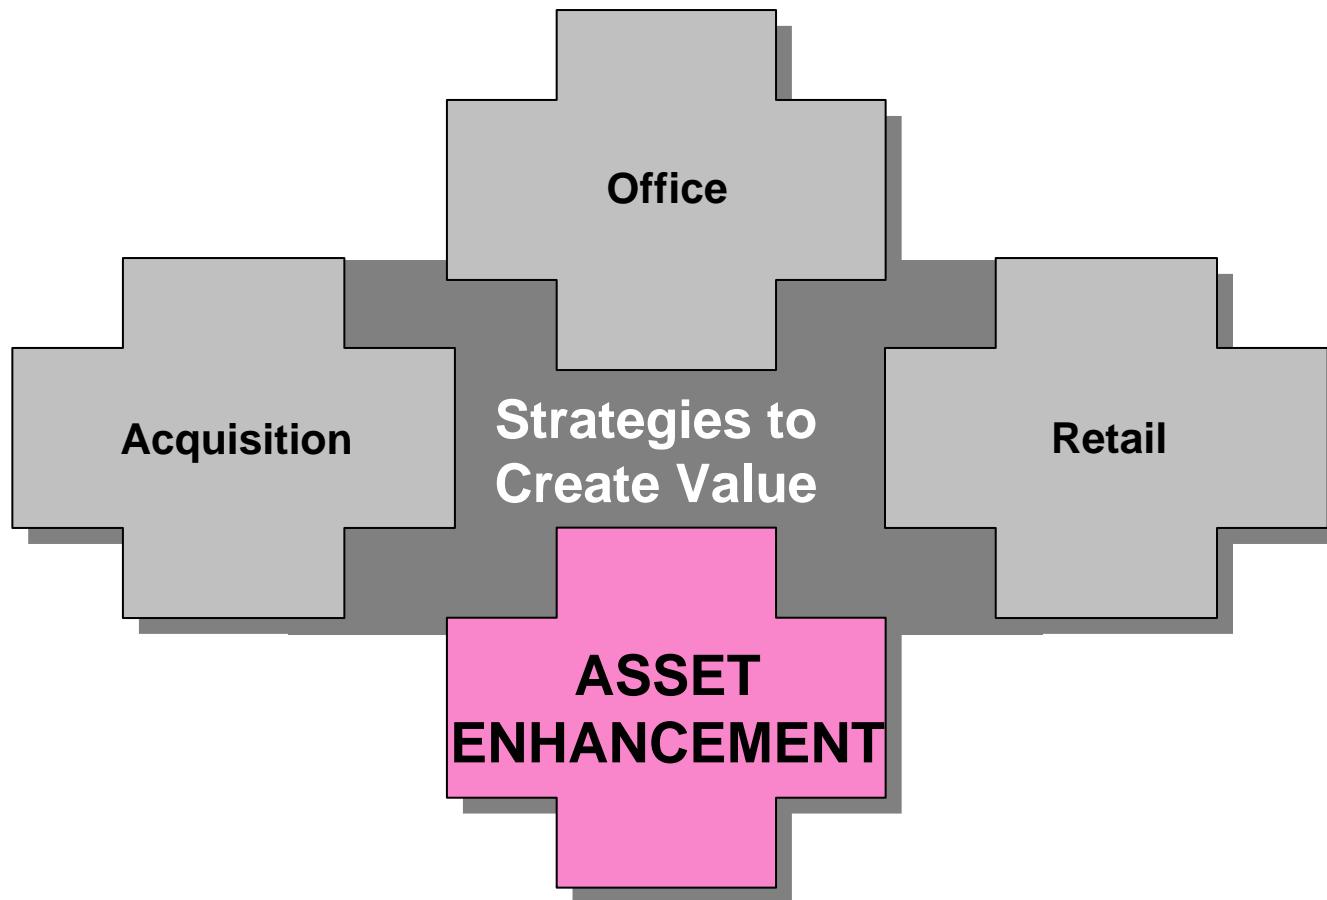 Office
Acquisition
Strategies to
Create Value
Retail
ASSET
ENHANCEMENT